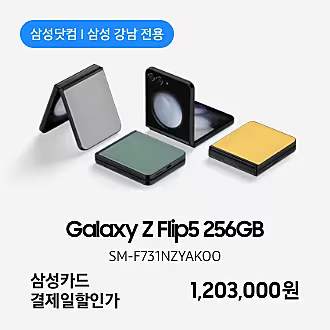 삼성닷컴 | 삼성 강남 전용
Galaxy Z Flip5 256GB
SM-F731NZYAKOO
삼성카드
결제일할인가
1,203,000원